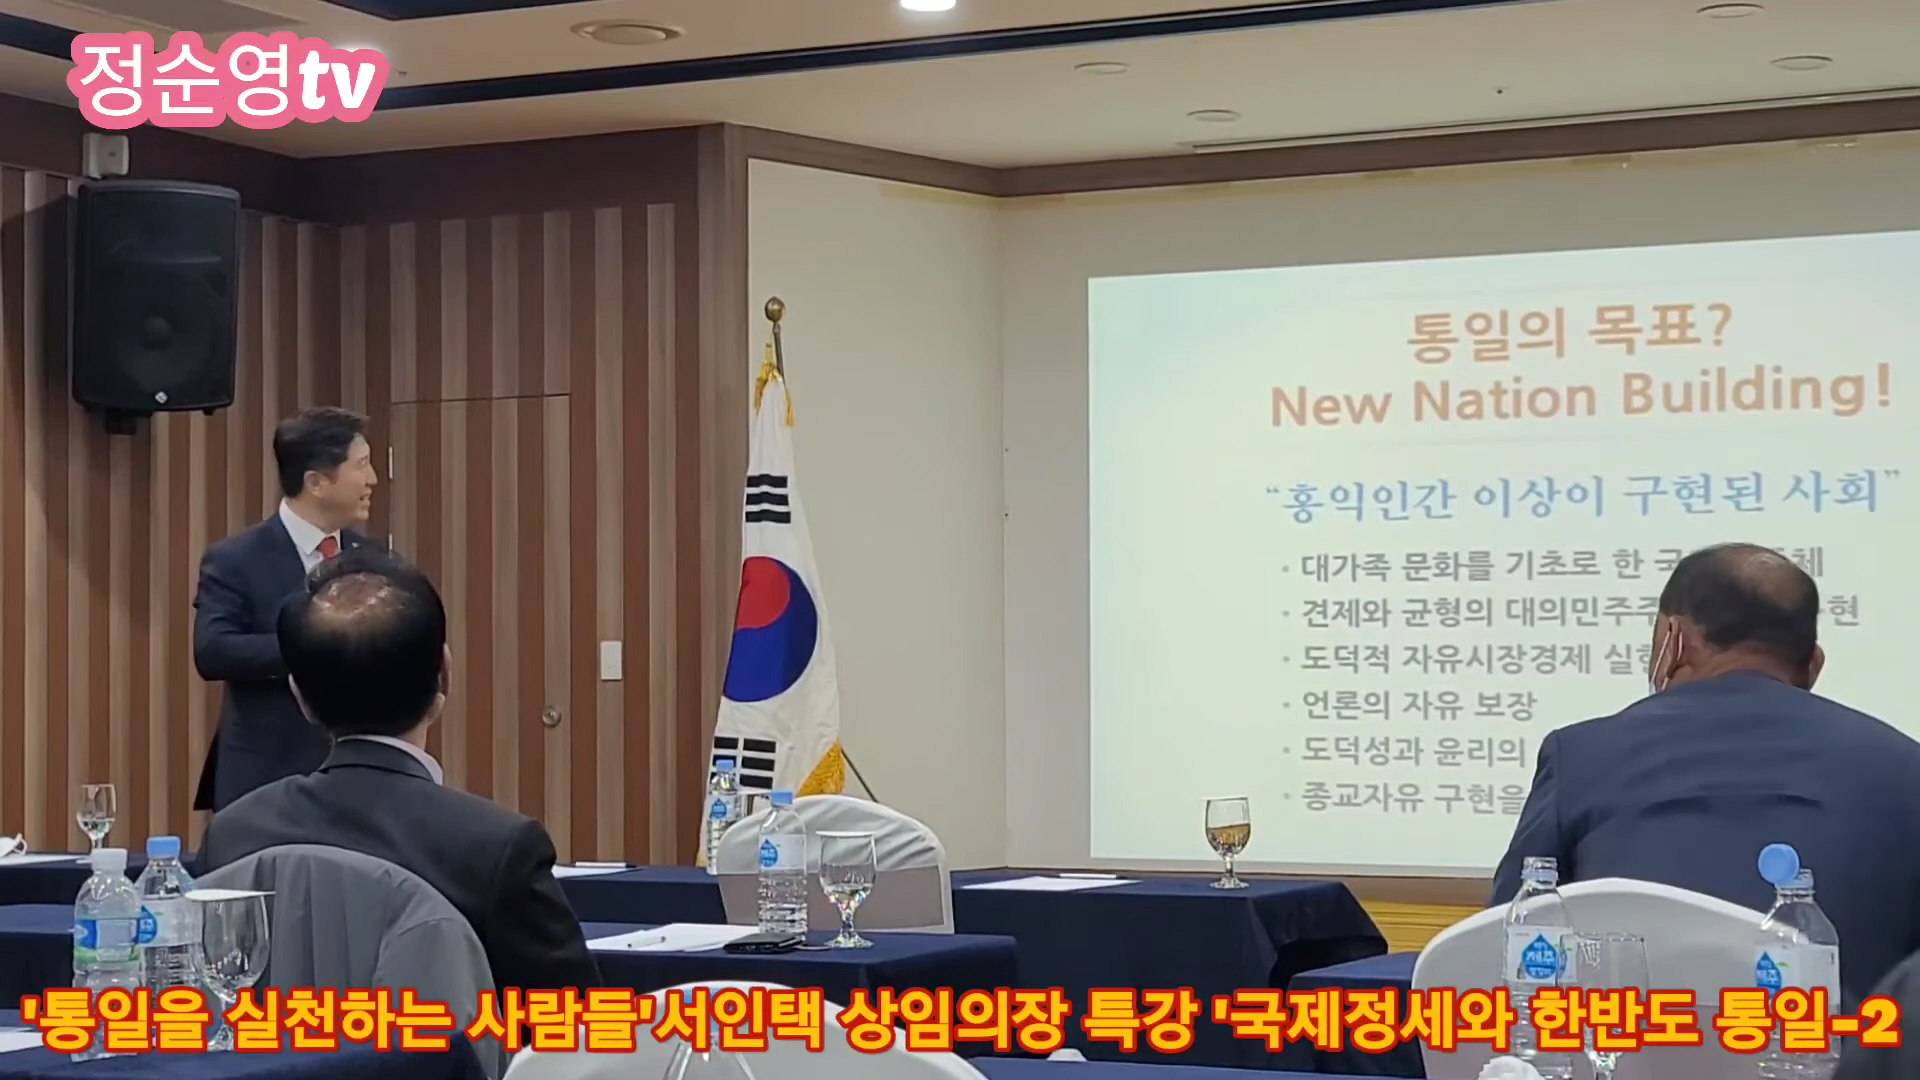 정순영tv
통일의 목표?
New Nation Building!
“홍익인간 이상이 구현된 사회”
· 대가족 문화를 기초로 한
· 견제와 균형의
· 도덕적 자유시장경제
· 언론의 자유 보장
· 도덕성과 윤리의
· 종교자유 구현을
제주
'통일을 실천하는 사람들'서인택 상임의장 특강 '국제정세와 한반도 통일-2